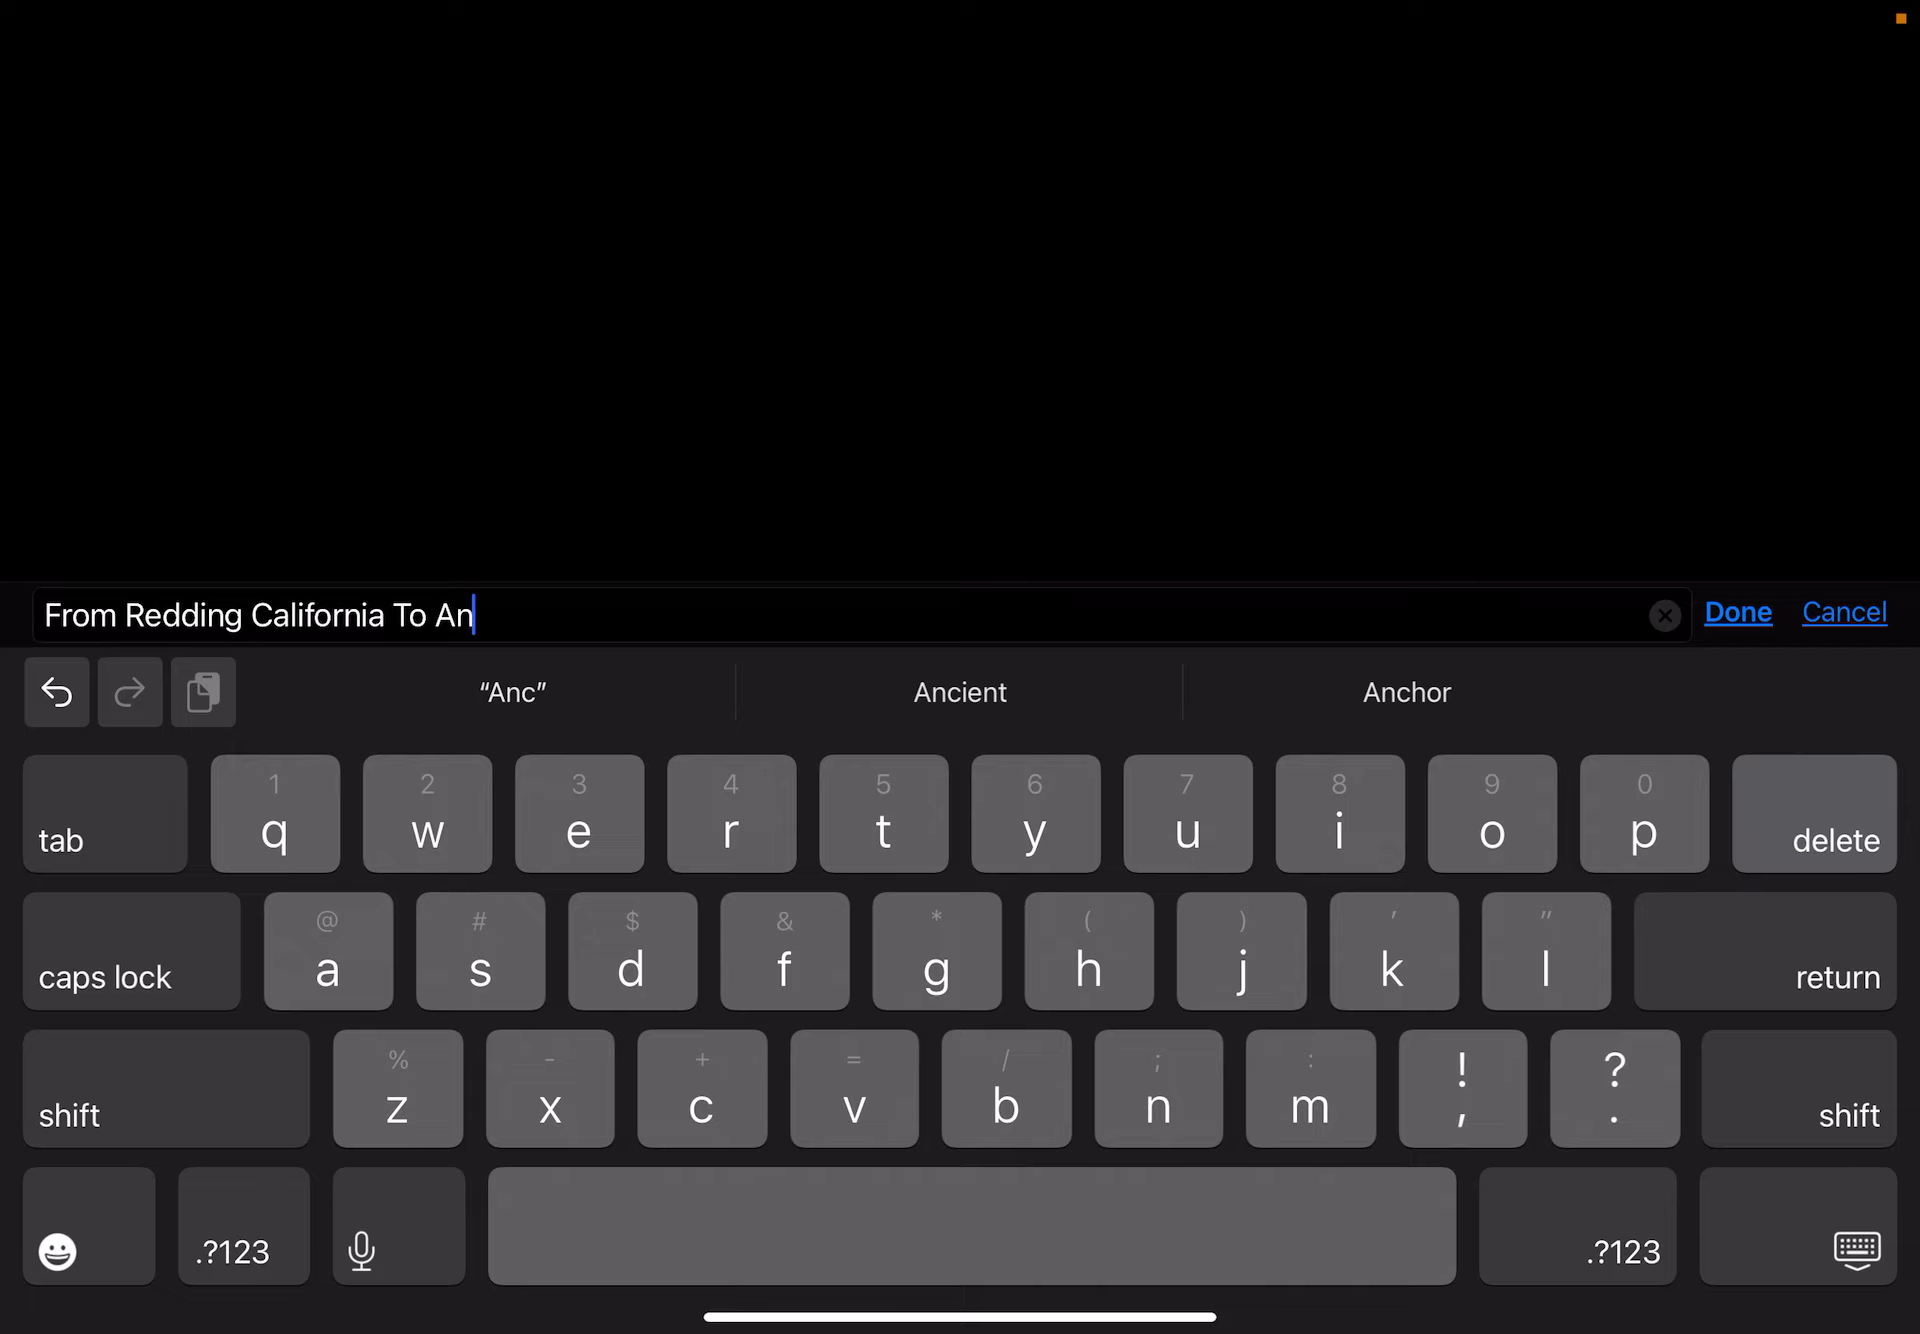 From Redding California To An
Done Cancel
“Anc” Ancient Anchor
tab 1 q 2 w 3 e 4 r 5 t 6 y 7 u 8 i 9 o 0 p delete
caps lock @ a # s $ d & f * g ( h ) j ' k " l return
shift % z - x + c = v / b ; n : m ! , ? . shift
.?123 .?123